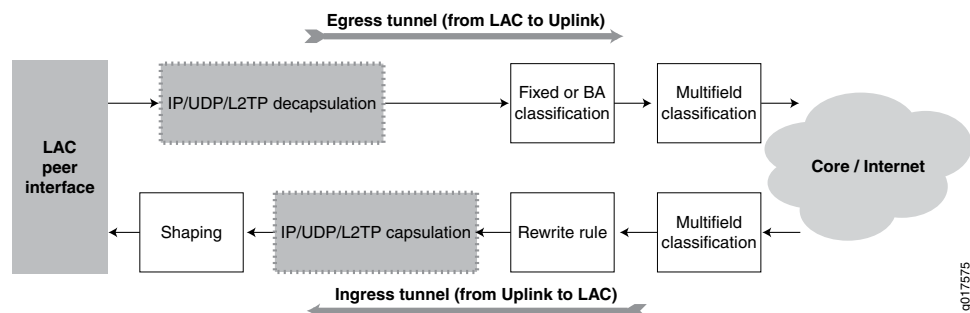 Egress tunnel (from LAC to Uplink)
LAC
peer
interface
IP/UDP/L2TP decapsulation
Fixed or BA
classification
Multifield
classification
Core / Internet
Shaping
IP/UDP/L2TP capsulation
Rewrite rule
Multifield
classification
Ingress tunnel (from Uplink to LAC)
g017575